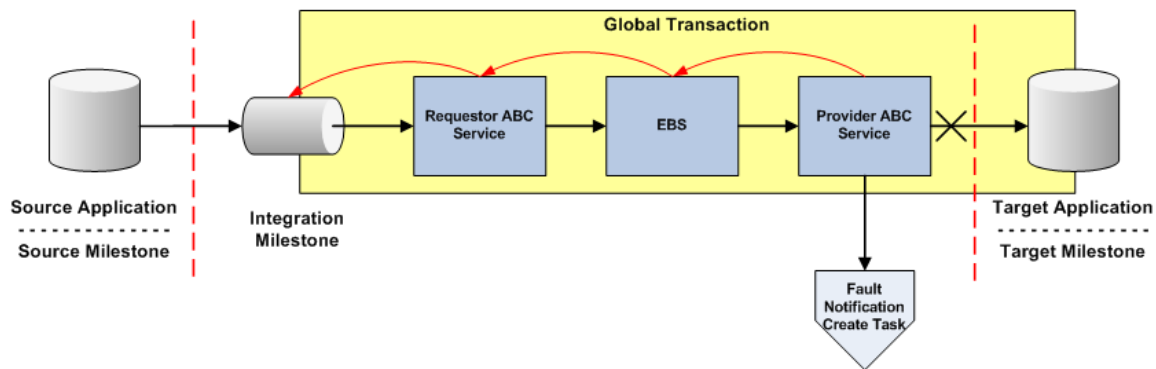 Global Transaction
Requestor ABC
Service
EBS
Provider ABC
Service
Source Application
Source Milestone
Integration
Milestone
Target Application
Target Milestone
Fault
Notification
Create Task